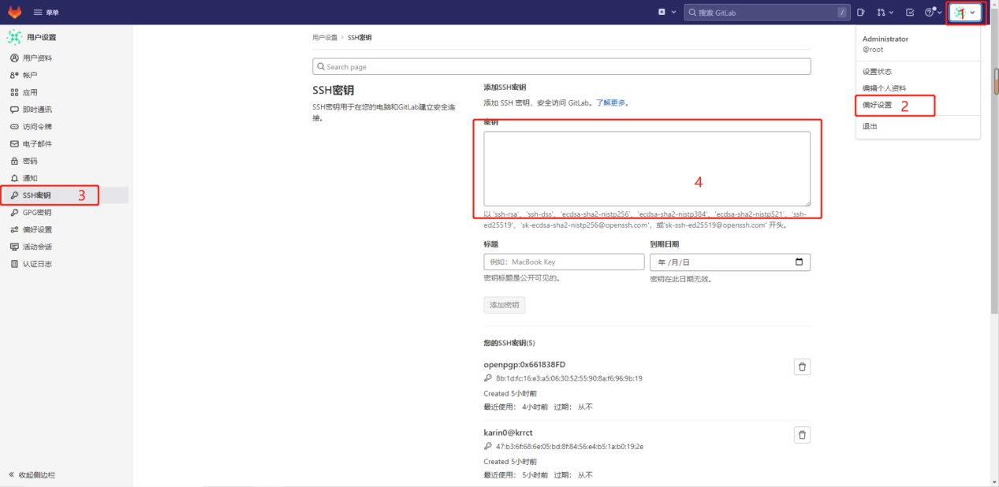 菜单
搜索 GitLab
/
1
用户设置
用户资料
帐户
应用
即时通讯
访问令牌
电子邮件
密码
通知
SSH密钥
3
GPG密钥
偏好设置
活动会话
认证日志
收起侧边栏
用户设置 › SSH密钥
Search page
SSH密钥
SSH密钥用于在您的电脑和GitLab建立安全连
接。
添加SSH密钥
添加 SSH 密钥，安全访问 GitLab。了解更多。
密钥
4
以 'ssh-rsa'、'ssh-dss'、'ecdsa-sha2-nistp256'、'ecdsa-sha2-nistp384'、'ecdsa-sha2-nistp521'、'ssh-
ed25519'、'sk-ecdsa-sha2-nistp256@openssh.com'，或'sk-ssh-ed25519@openssh.com' 开头。
标题
到期日期
例如：MacBook Key
年 /月/日
密钥标题是公开可见的。
密钥在此日期无效。
添加密钥
您的SSH密钥(5)
openpgp:0x661838FD
8b:1d:fc:16:e3:a5:06:30:52:55:90:8a:f6:96:9b:19
Created 5小时前
最近使用： 4小时前 过期： 从不
karin0@krrct
47:b3:6f:68:6e:05:bd:8f:84:56:e4:b5:1a:b0:19:2e
Created 5小时前
最近使用： 5小时前 过期： 从不
Administrator
@root
设置状态
编辑个人资料
偏好设置 2
退出